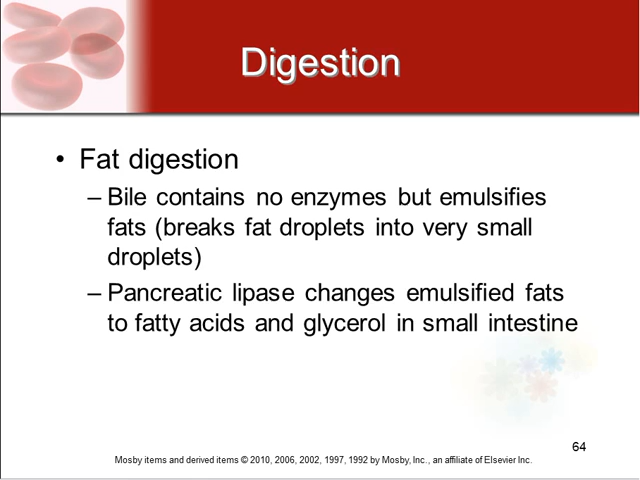 Digestion
• Fat digestion
– Bile contains no enzymes but emulsifies
fats (breaks fat droplets into very small
droplets)
– Pancreatic lipase changes emulsified fats
to fatty acids and glycerol in small intestine
64
Mosby items and derived items © 2010, 2006, 2002, 1997, 1992 by Mosby, Inc., an affiliate of Elsevier Inc.